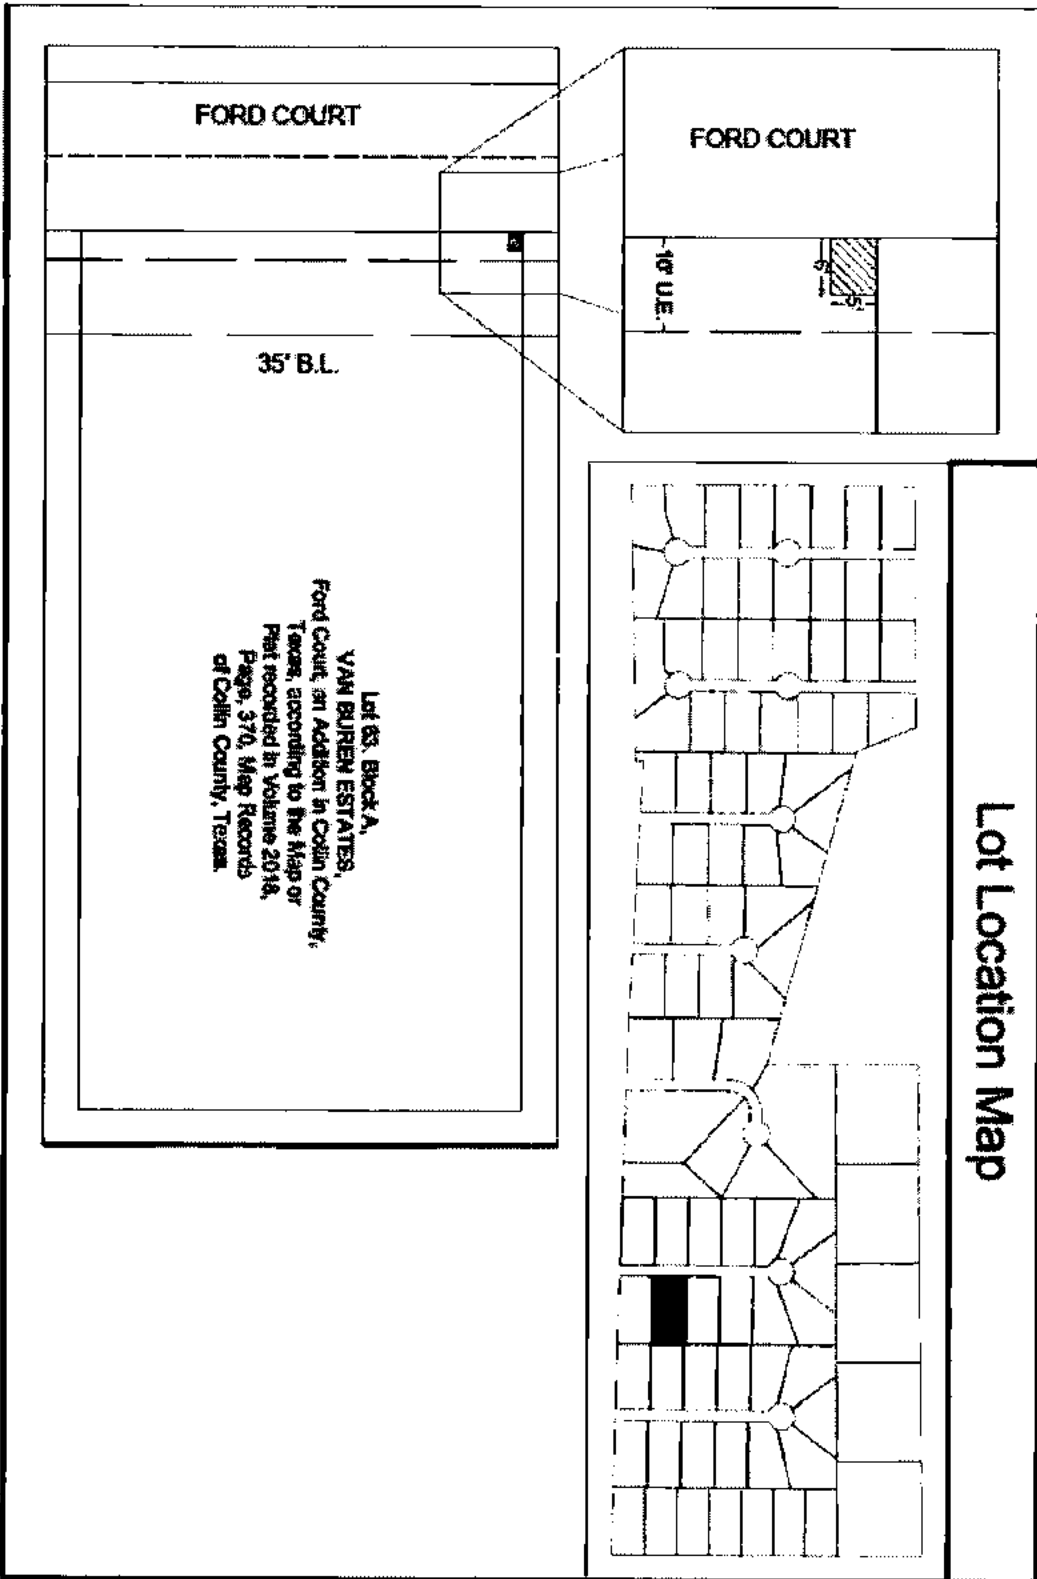 FORD COURT
FORD COURT
10' U.E.
5'
35' B.L.
Lot 63, Block A,
VAN BUREN ESTATES,
Ford Court, an Addition in Collin County,
Texas, according to the Map or
Plat recorded in Volume 2018,
Page, 370, Map Records
of Collin County, Texas.
Lot Location Map